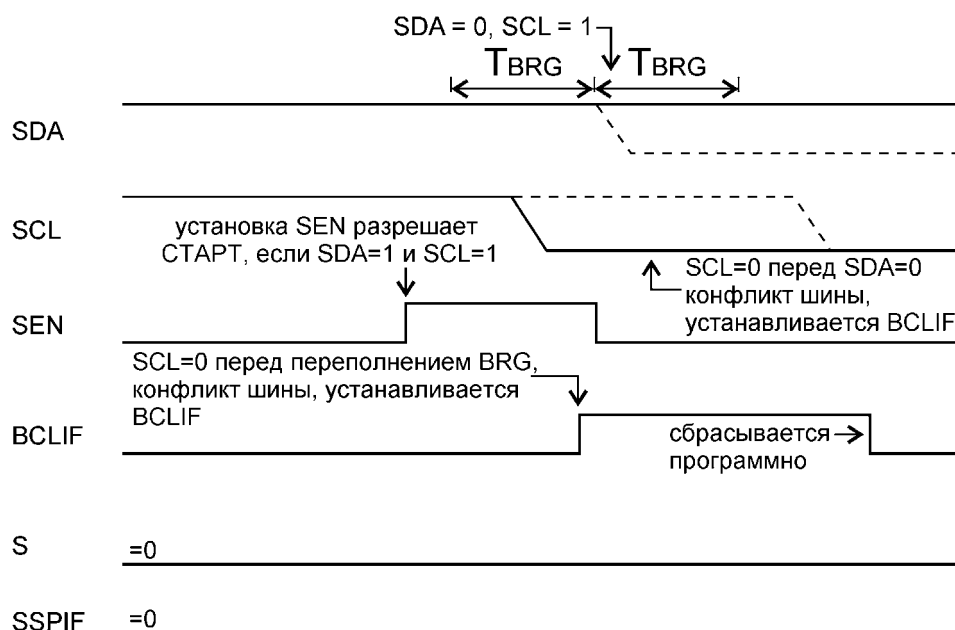 SDA = 0, SCL = 1
TBRG TBRG
SDA
SCL
установка SEN разрешает
СТАРТ, если SDA=1 и SCL=1
SCL=0 перед SDA=0
конфликт шины,
устанавливается BCLIF
SEN
SCL=0 перед переполнением BRG,
конфликт шины, устанавливается
BCLIF
BCLIF
сбрасывается
программно
S =0
SSPIF =0